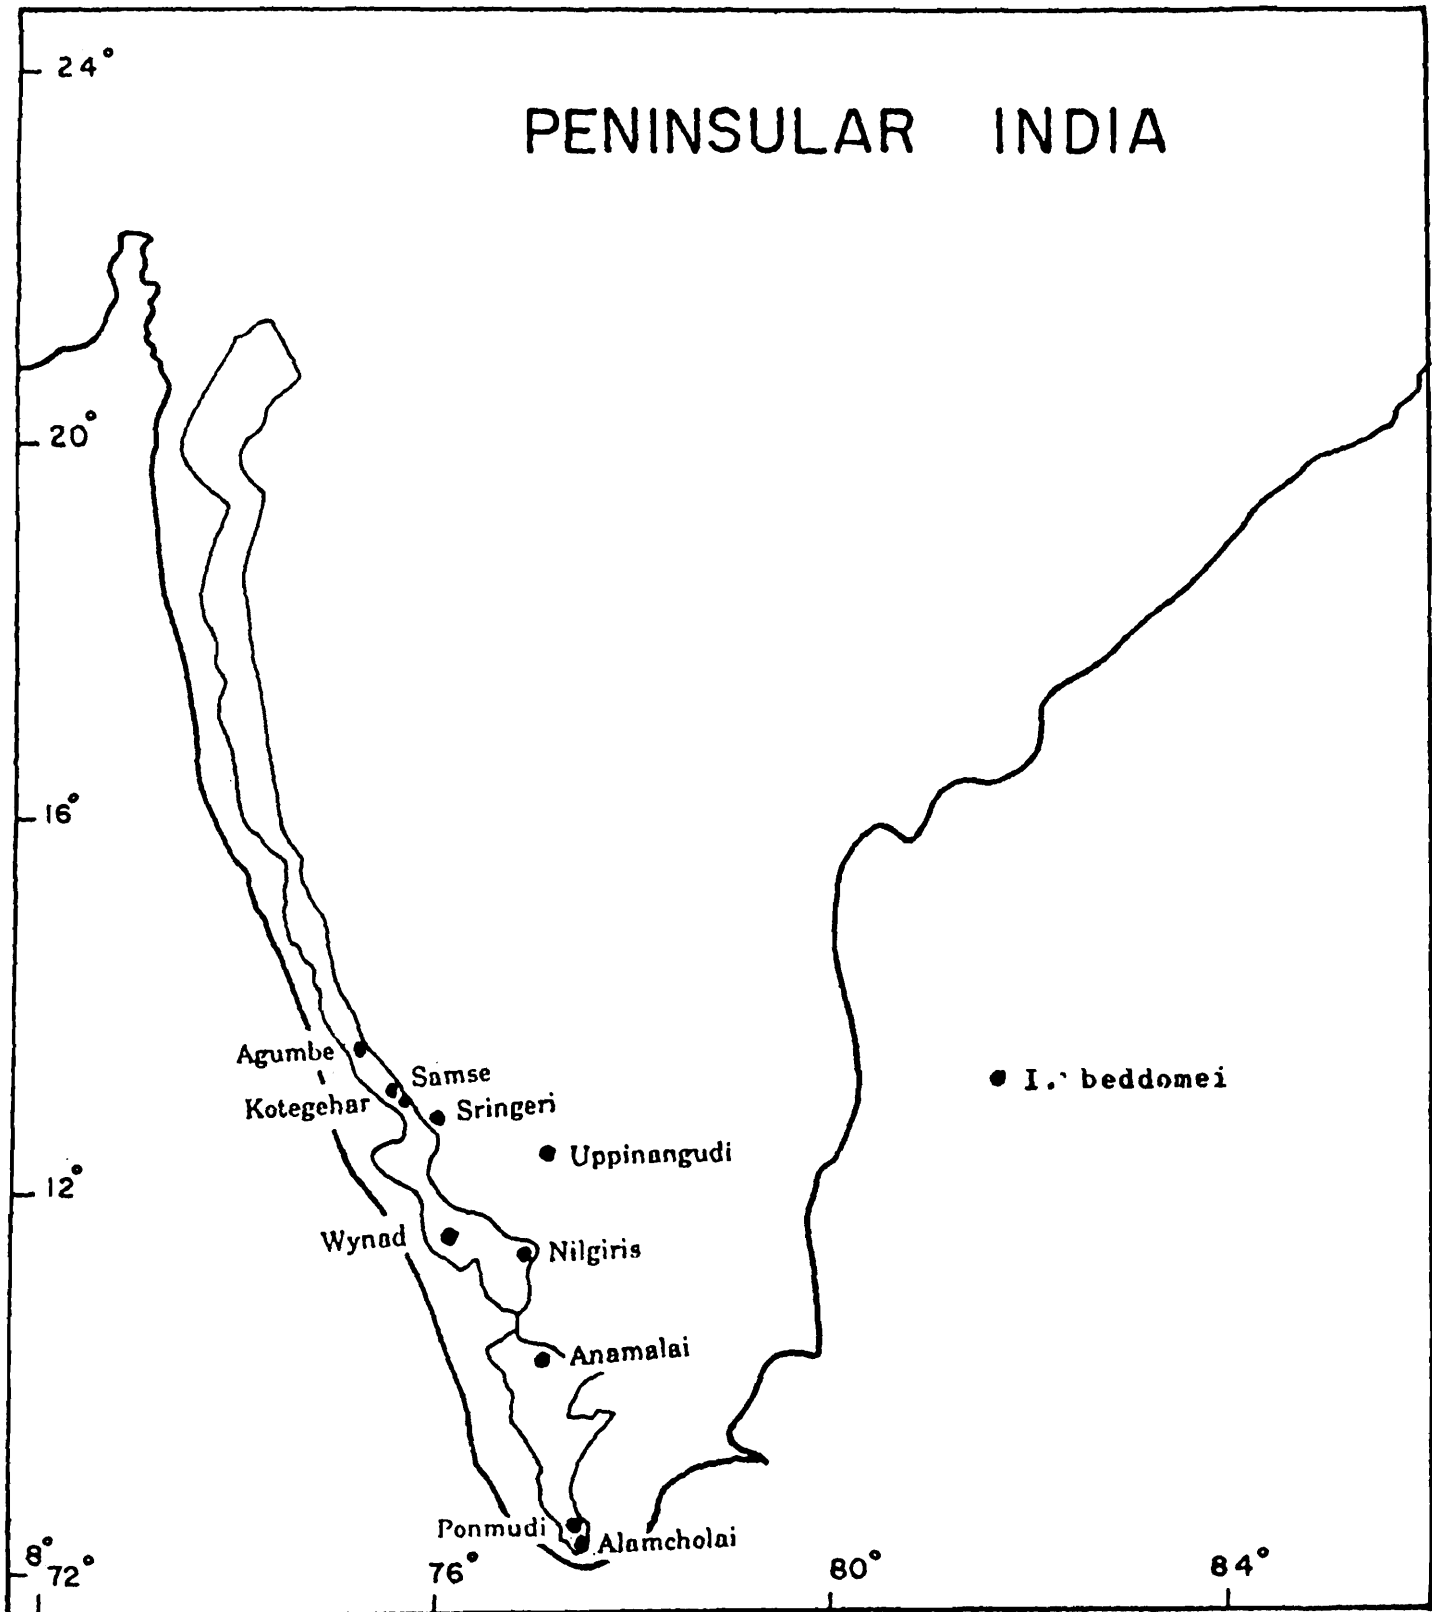 24°
PENINSULAR INDIA
20°
16°
Agumbe
Samse
I. beddomei
Kotegehar
Sringeri
Uppinangudi
12°
Wynad
Nilgiris
Anamalai
Ponmudi
Alamcholai
8°
72°
76°
80°
84°